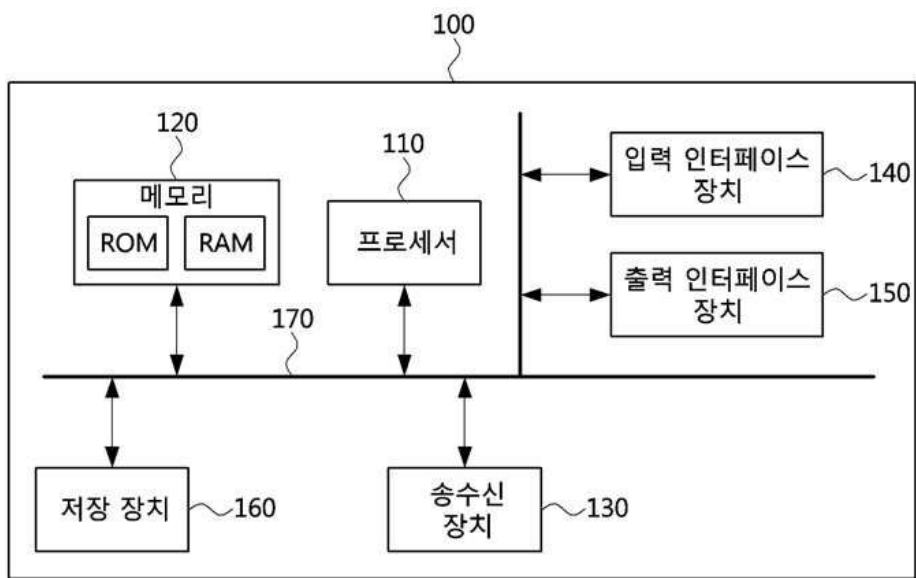 100
120
메모리
ROM
RAM
110
프로세서
입력 인터페이스
장치
140
출력 인터페이스
장치
150
170
저장 장치
160
송수신
장치
130